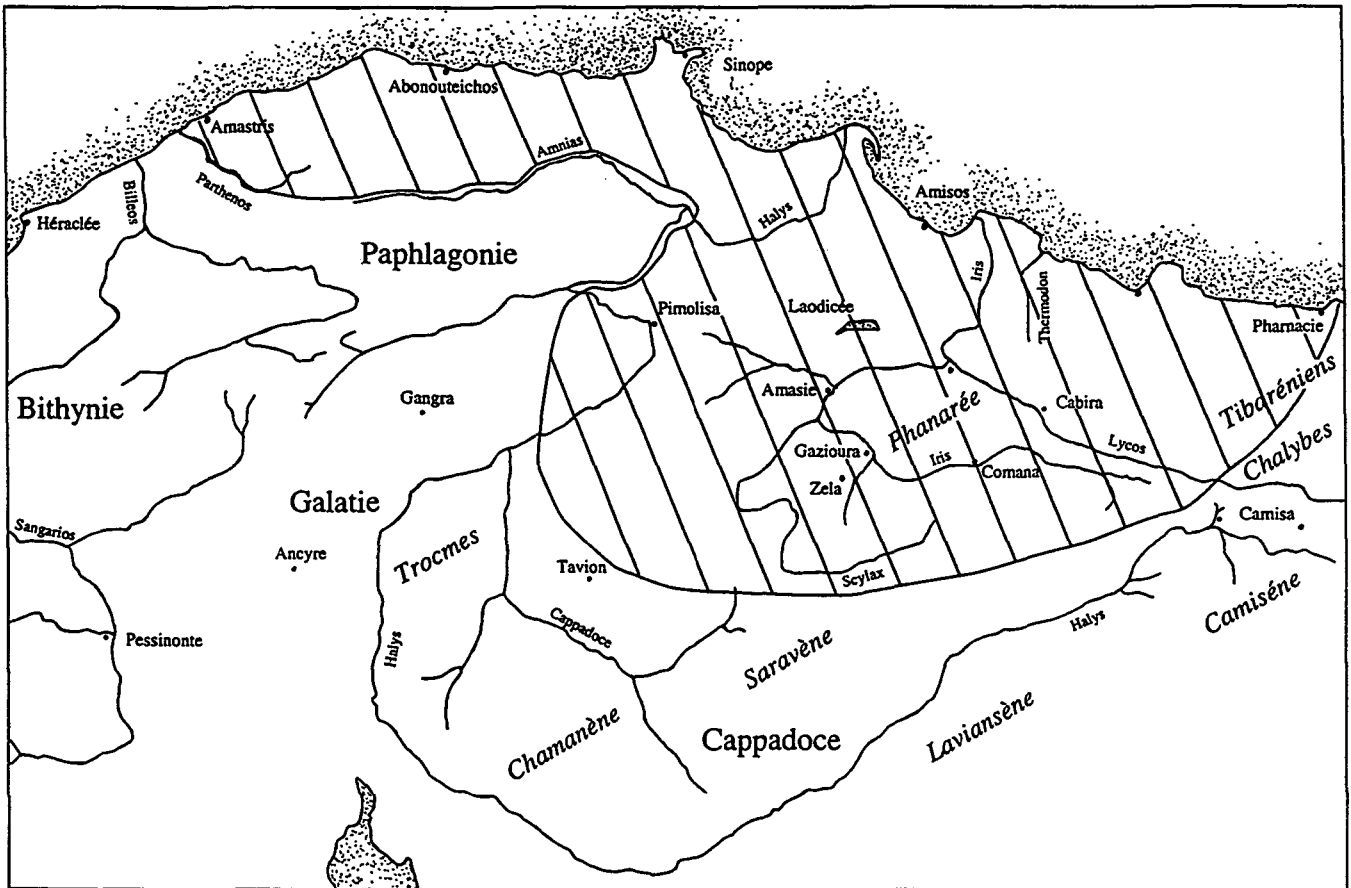 Sinope
Abonouteichos
Amastris
Amnias
Parthenos
Billeos
Héraclée
Halys
Amisos
Paphlagonie
Iris
Thermodon
Pimolisa
Laodicée
Pharnacie
Bithynie
Gangra
Amasie
Phanarée
Cabira
Tibaréniens
Chalybes
Lycos
Gazioura
Iris
Comana
Zela
Galatie
Sangarios
Ancyre
Trocmes
Tavion
Scylax
Camisa
Cappadoce
Halys
Camiséne
Pessinonte
Halys
Saravène
Chamanène
Cappadoce
Laviansène